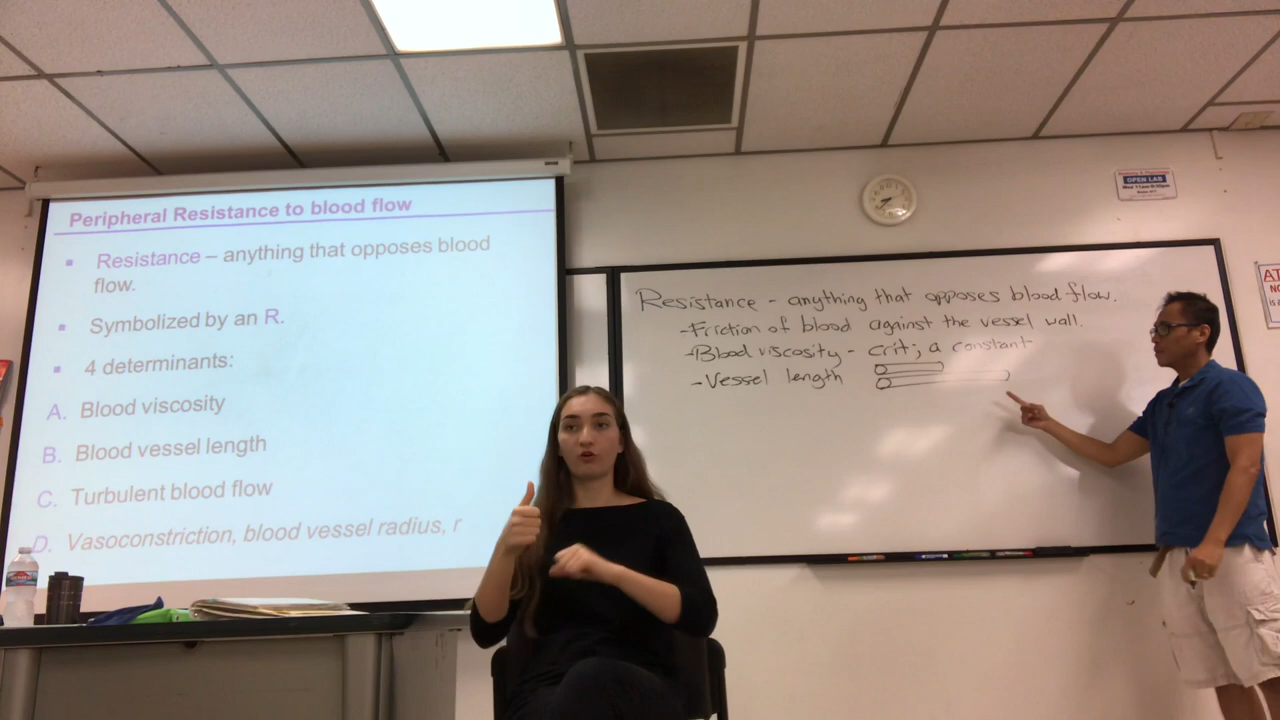 Peripheral Resistance to blood flow
▪ Resistance – anything that opposes blood
flow.
▪ Symbolized by an R.
▪ 4 determinants:
A. Blood viscosity
B. Blood vessel length
C. Turbulent blood flow
D. Vasoconstriction, blood vessel radius, r
Resistance - anything that opposes blood flow.
-Friction of blood against the vessel wall.
-Blood viscosity - crit; a constant
-Vessel length
OPEN LAB